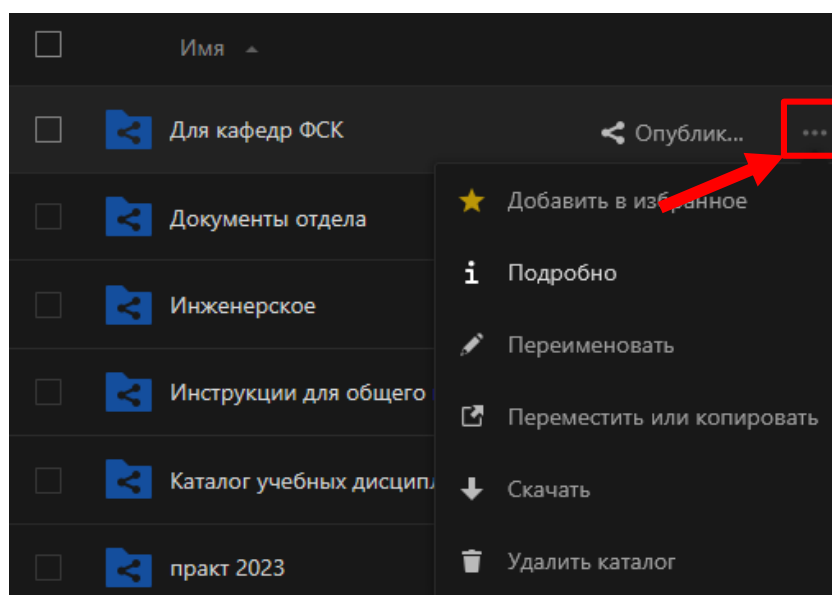 Имя
Для кафедр ФСК
Опублик...
Добавить в избранное
Документы отдела
Подробно
Инженерское
Переименовать
Инструкции для общего
Переместить или копировать
Каталог учебных дисципл
Скачать
практ 2023
Удалить каталог